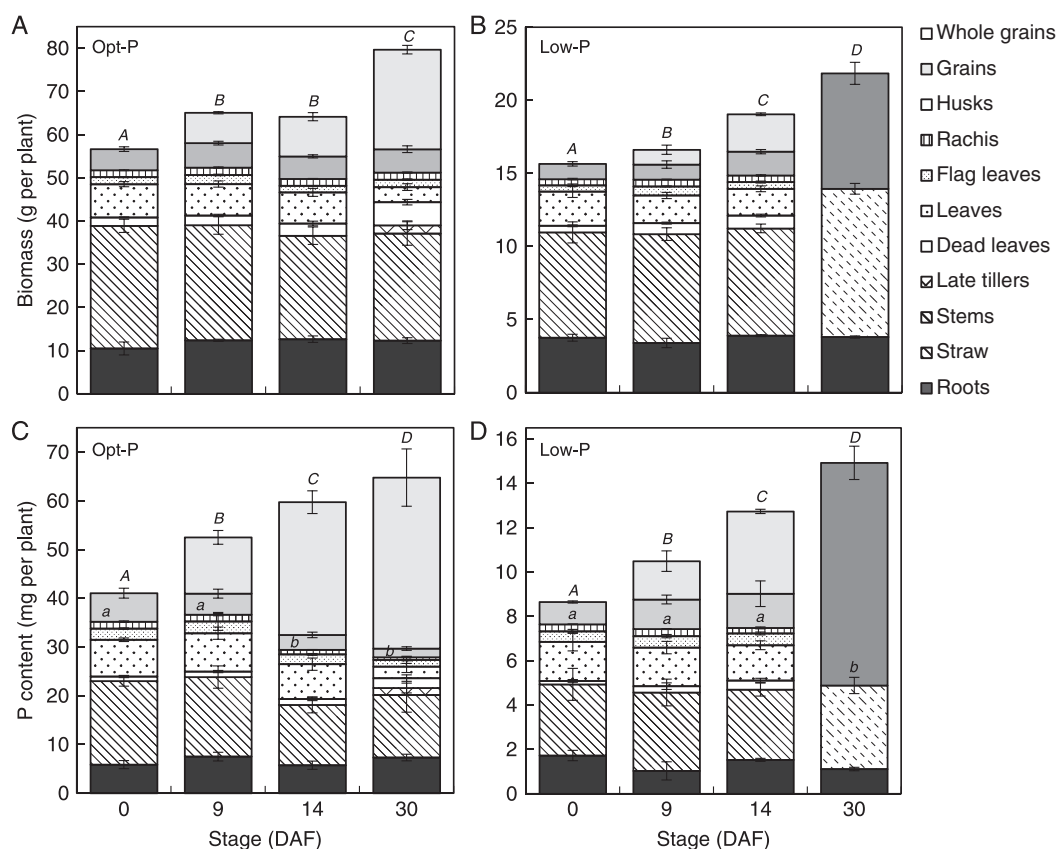 A
Opt-P
80
70
60
50
40
30
20
10
0
Biomass (g per plant)
A
B
B
C
B
Low-P
25
20
15
10
5
0
A
B
C
D
Whole grains
Grains
Husks
Rachis
Flag leaves
Leaves
Dead leaves
Late tillers
Stems
Straw
Roots
C
Opt-P
70
60
50
40
30
20
10
0
P content (mg per plant)
A
B
C
D
a
a
b
b
0 9 14 30
Stage (DAF)
D
Low-P
16
14
12
10
8
6
4
2
0
A
B
C
D
a
a
a
b
0 9 14 30
Stage (DAF)